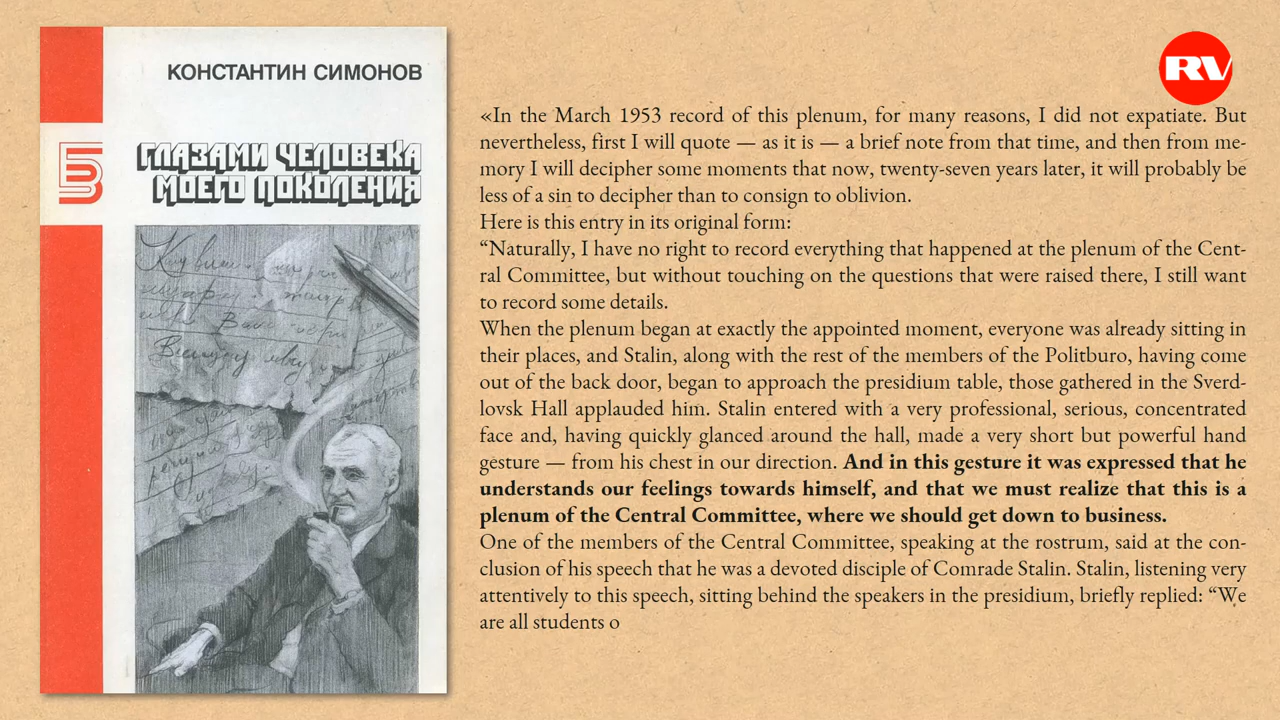 КОНСТАНТИН СИМОНОВ
ГЛАЗАМИ ЧЕЛОВЕКА
МОЕГО ПОКОЛЕНИЯ
RV
«In the March 1953 record of this plenum, for many reasons, I did not expatiate. But
nevertheless, first I will quote — as it is — a brief note from that time, and then from me-
mory I will decipher some moments that now, twenty-seven years later, it will probably be
less of a sin to decipher than to consign to oblivion.
Here is this entry in its original form:
“Naturally, I have no right to record everything that happened at the plenum of the Cent-
ral Committee, but without touching on the questions that were raised there, I still want
to record some details.
When the plenum began at exactly the appointed moment, everyone was already sitting in
their places, and Stalin, along with the rest of the members of the Politburo, having come
out of the back door, began to approach the presidium table, those gathered in the Sverd-
lovsk Hall applauded him. Stalin entered with a very professional, serious, concentrated
face and, having quickly glanced around the hall, made a very short but powerful hand
gesture — from his chest in our direction. And in this gesture it was expressed that he
understands our feelings towards himself, and that we must realize that this is a
plenum of the Central Committee, where we should get down to business.
One of the members of the Central Committee, speaking at the rostrum, said at the con-
clusion of his speech that he was a devoted disciple of Comrade Stalin. Stalin, listening very
attentively to this speech, sitting behind the speakers in the presidium, briefly replied: “We
are all students o